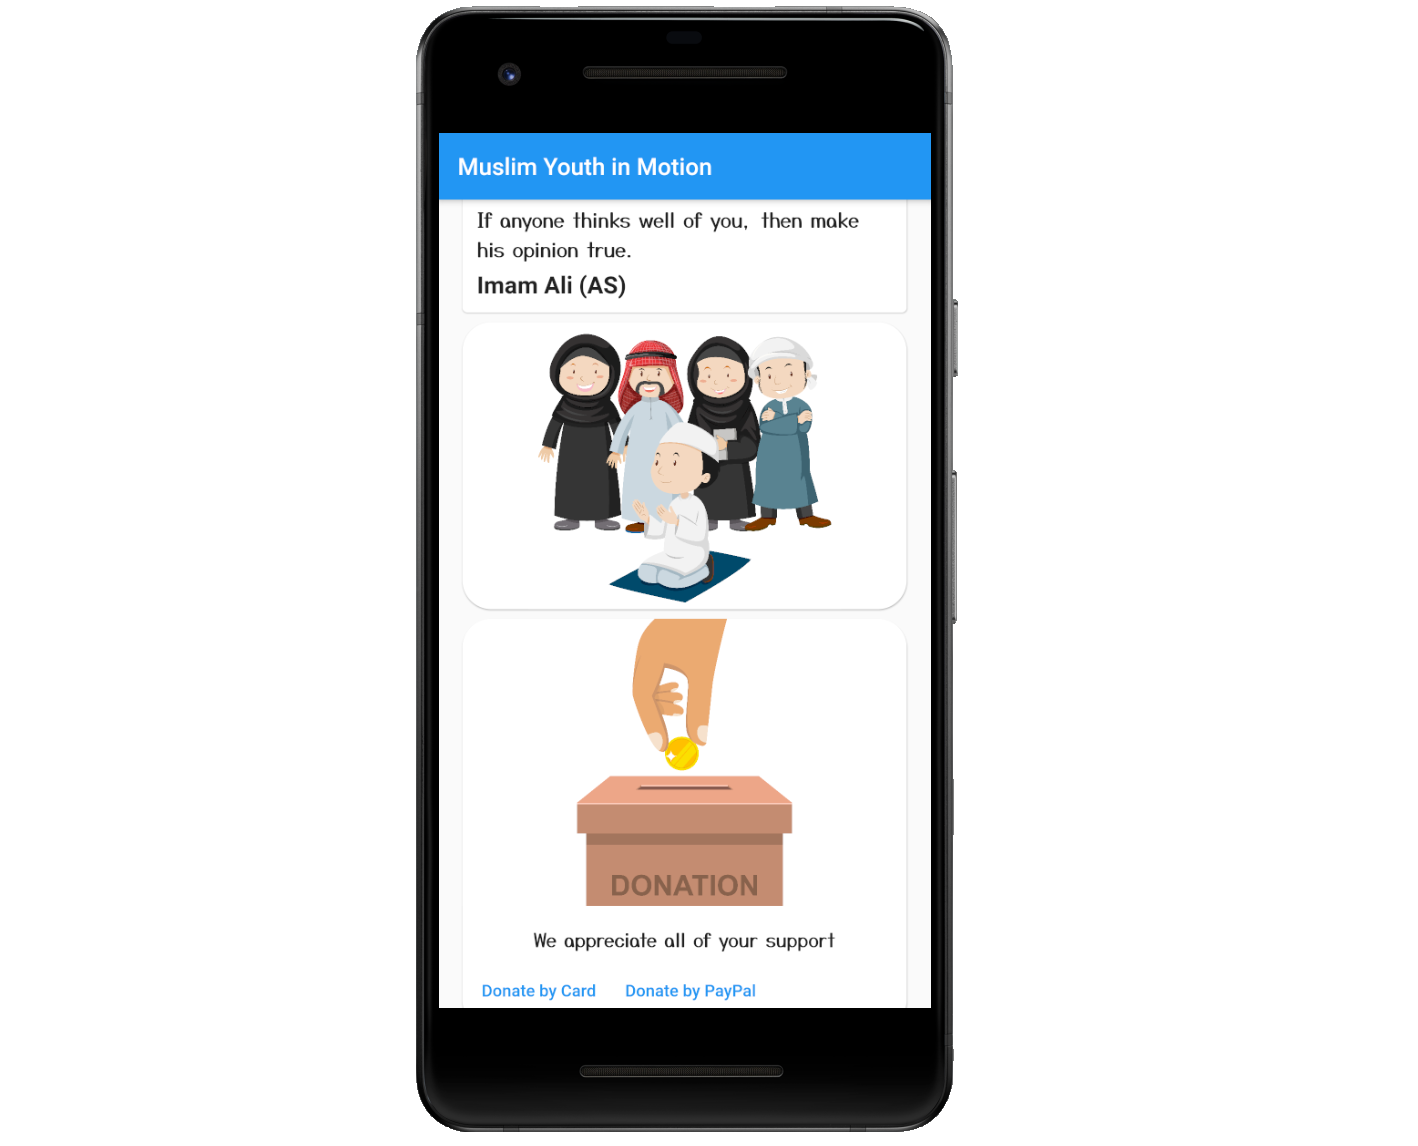 Muslim Youth in Motion
If anyone thinks well of you, then make
his opinion true.
Imam Ali (AS)
DONATION
We appreciate all of your support
Donate by Card Donate by PayPal